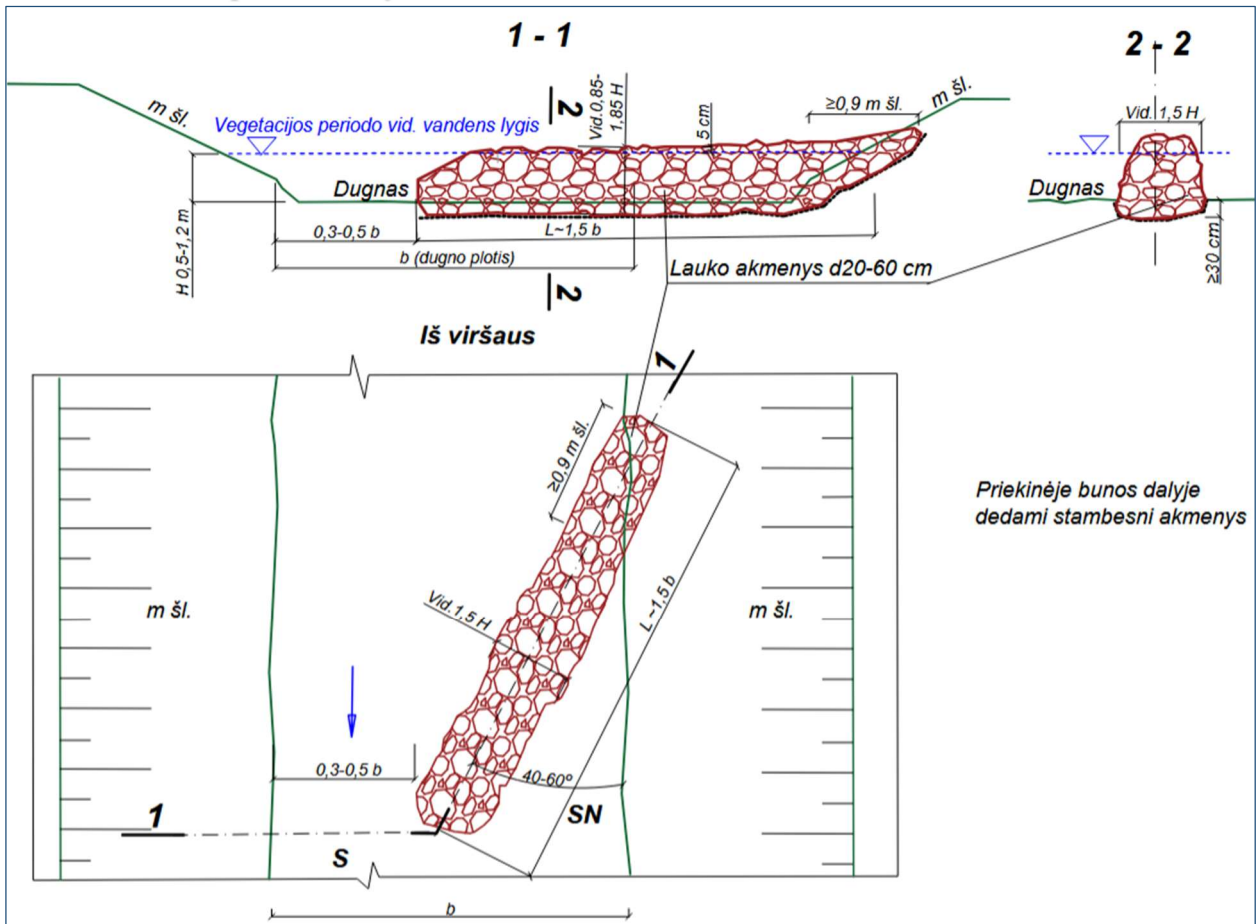 1 - 1
2 - 2
m šl.
Vegetacijos periodo vid. vandens lygis
2
Vid.0,85-
1,85 H
5 cm
≥0,9 m šl.
m šl.
Vid. 1,5 H
Dugnas
Dugnas
H 0,5-1,2 m
0,3-0,5 b
L~1,5 b
b (dugno plotis)
2
Lauko akmenys d20-60 cm
≥30 cm
Iš viršaus
1
≥0,9 m šl.
Priekinėje bunos dalyje
dedami stambesni akmenys
m šl.
Vid.1,5 H
L~1,5 b
m šl.
0,3-0,5 b
40-60º
1
SN
S
b